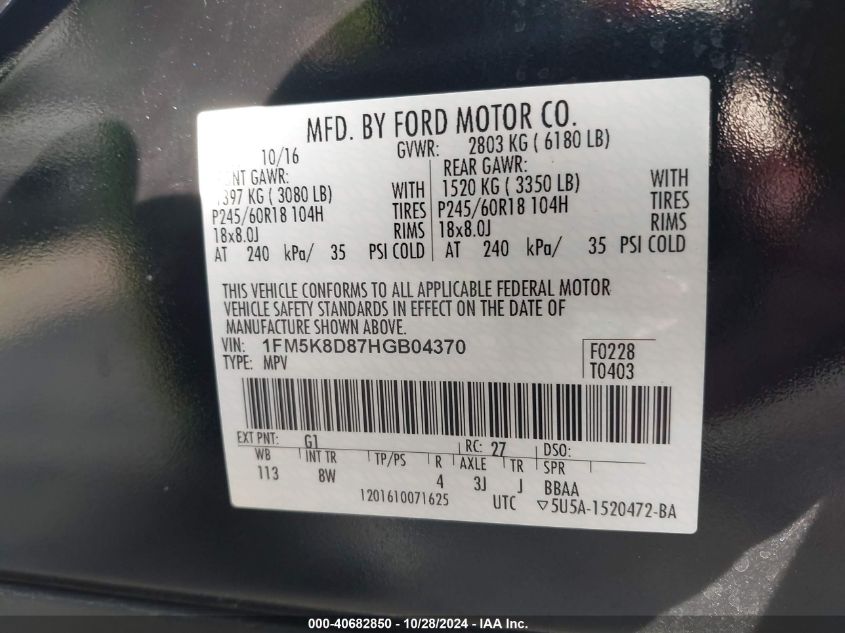 MFD. BY FORD MOTOR CO.
10/16 GVWR: 2803 KG ( 6180 LB)
GAWR: REAR GAWR:
1397 KG ( 3080 LB) WITH 1520 KG ( 3350 LB) WITH
P245/60R18 104H TIRES P245/60R18 104H TIRES
18x8.0J RIMS 18x8.0J RIMS
AT 240 kPa/ 35 PSI COLD AT 240 kPa/ 35 PSI COLD
THIS VEHICLE CONFORMS TO ALL APPLICABLE FEDERAL MOTOR
VEHICLE SAFETY STANDARDS IN EFFECT ON THE DATE OF
MANUFACTURE SHOWN ABOVE.
VIN: 1FM5K8D87HGB04370 F0228
TYPE: MPV T0403
EXT PNT: G1 RC: 27 DSO:
WB INT TR TP/PS R AXLE TR SPR
113 8W 4 3J J BBAA
1201610071625 UTC ▽5U5A-1520472-BA
000-40682850 | 10/28/2024 - IAA Inc.